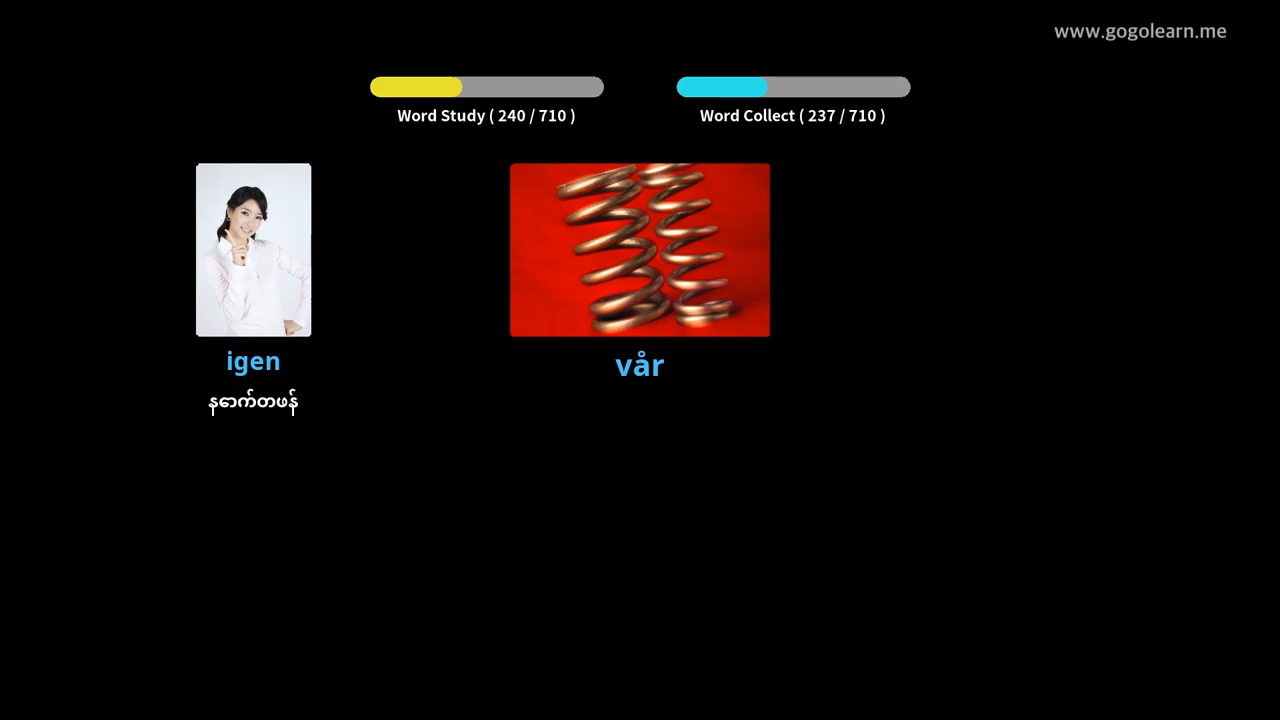 www.gogolearn.me
Word Study ( 240 / 710 )
Word Collect ( 237 / 710 )
igen
နောက်တဖန်
vår